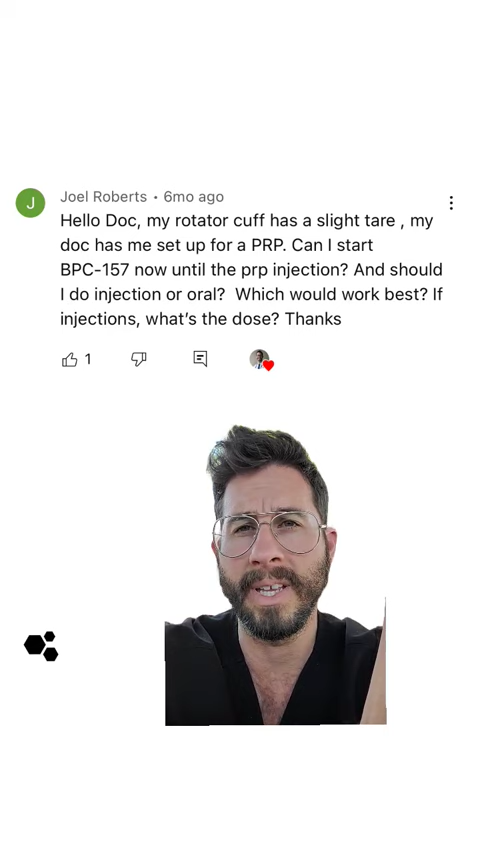 J
Joel Roberts • 6mo ago
Hello Doc, my rotator cuff has a slight tare , my
doc has me set up for a PRP. Can I start
BPC-157 now until the prp injection? And should
I do injection or oral?  Which would work best? If
injections, what's the dose? Thanks
1